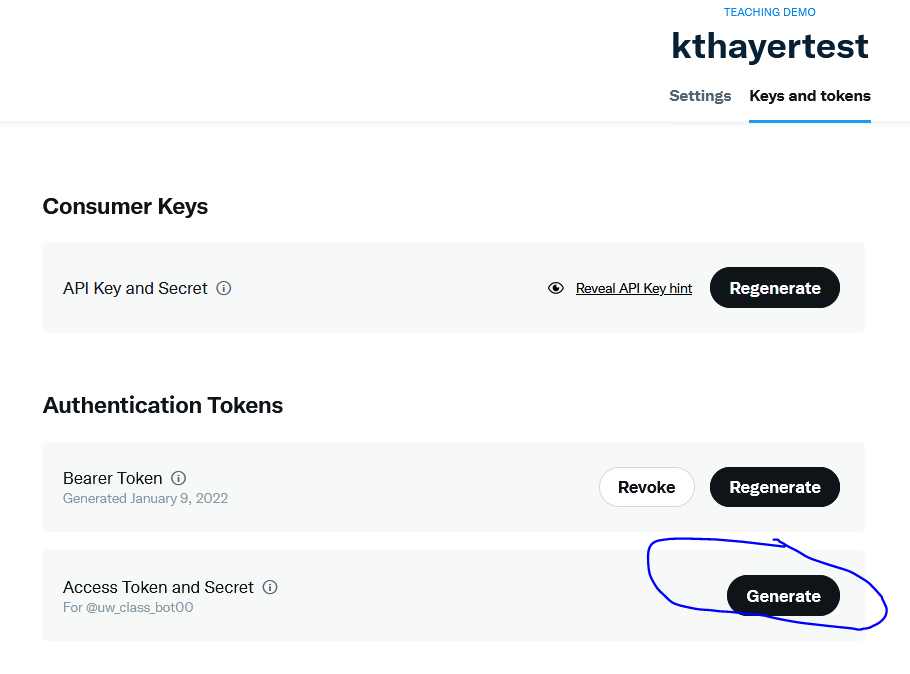 TEACHING DEMO
kthayertest
Settings Keys and tokens
Consumer Keys
API Key and Secret Reveal API Key hint Regenerate
Authentication Tokens
Bearer Token
Generated January 9, 2022
Revoke Regenerate
Access Token and Secret
For @uw_class_bot00
Generate